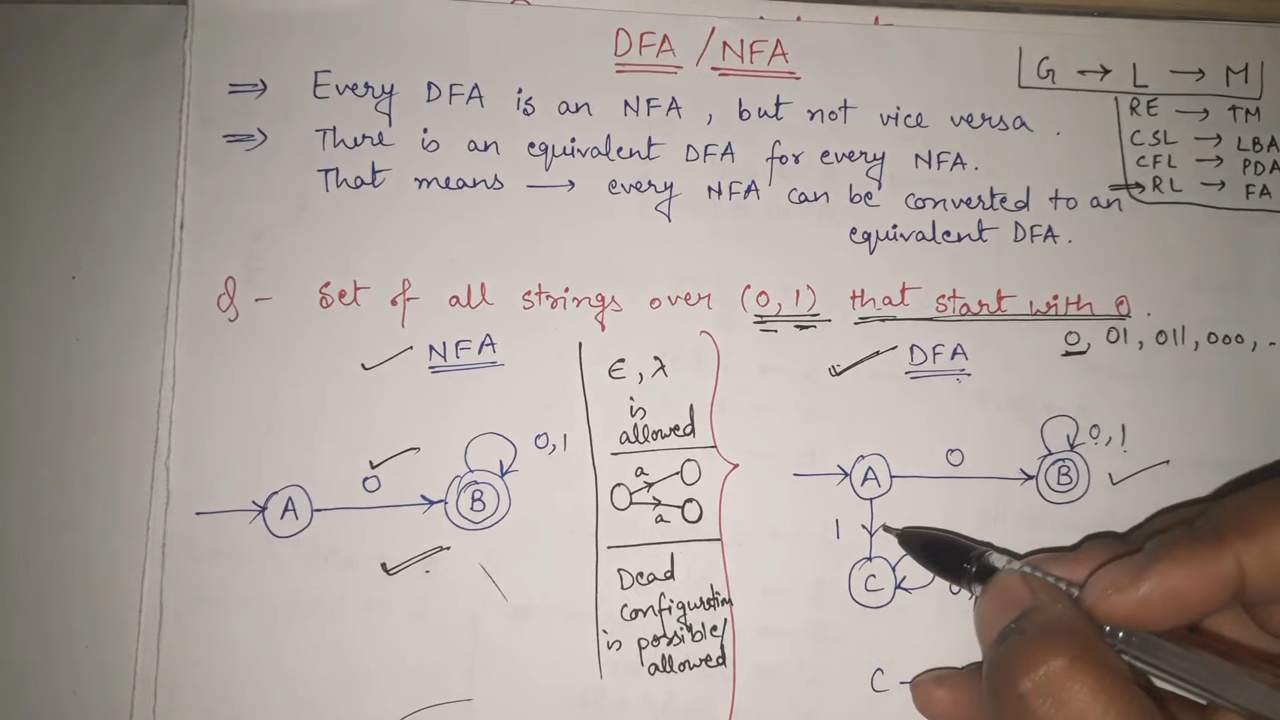 DFA / NFA
⇒ Every DFA is an NFA, but not vice versa.
⇒ There is an equivalent DFA for every NFA.
That means → every NFA can be converted to an
equivalent DFA.
G → L → M
RE → TM
CSL → LBA
CFL → PDA
⇒ RL → FA
Q - Set of all strings over (0,1) that start with 0.
0, 01, 011, 000, .
NFA
0
0,1
A
B
ϵ, λ
is
allowed
a
a
Dead
configuration
is possible/
allowed
DFA
0
0,1
A
B
1
C
C -